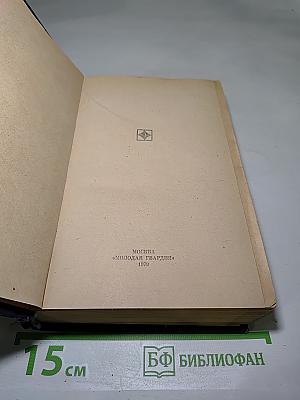 МОСКВА
«МОЛОДАЯ ГВАРДИЯ»
1979
15 см
БФ БИБЛИОФАН